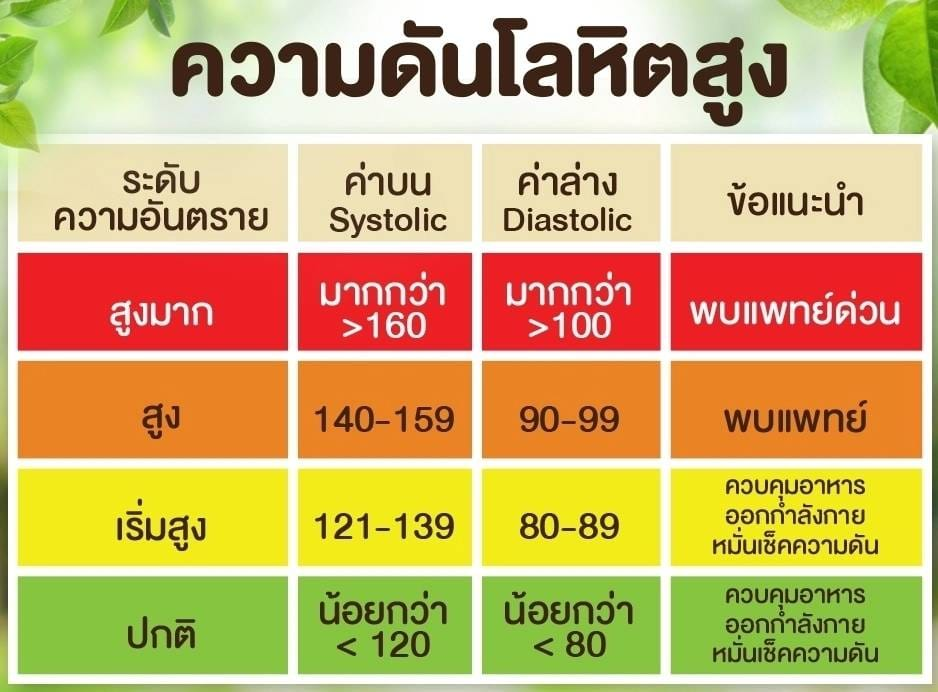 ความดันโลหิตสูง
ระดับ
ความอันตราย
ค่าบน
Systolic
ค่าล่าง
Diastolic
ข้อแนะนำ
สูงมาก
มากกว่า
>160
มากกว่า
>100
พบแพทย์ด่วน
สูง
140-159
90-99
พบแพทย์
เริ่มสูง
121-139
80-89
ควบคุมอาหาร
ออกกำลังกาย
หมั่นเช็คความดัน
ปกติ
น้อยกว่า
< 120
น้อยกว่า
< 80
ควบคุมอาหาร
ออกกำลังกาย
หมั่นเช็คความดัน